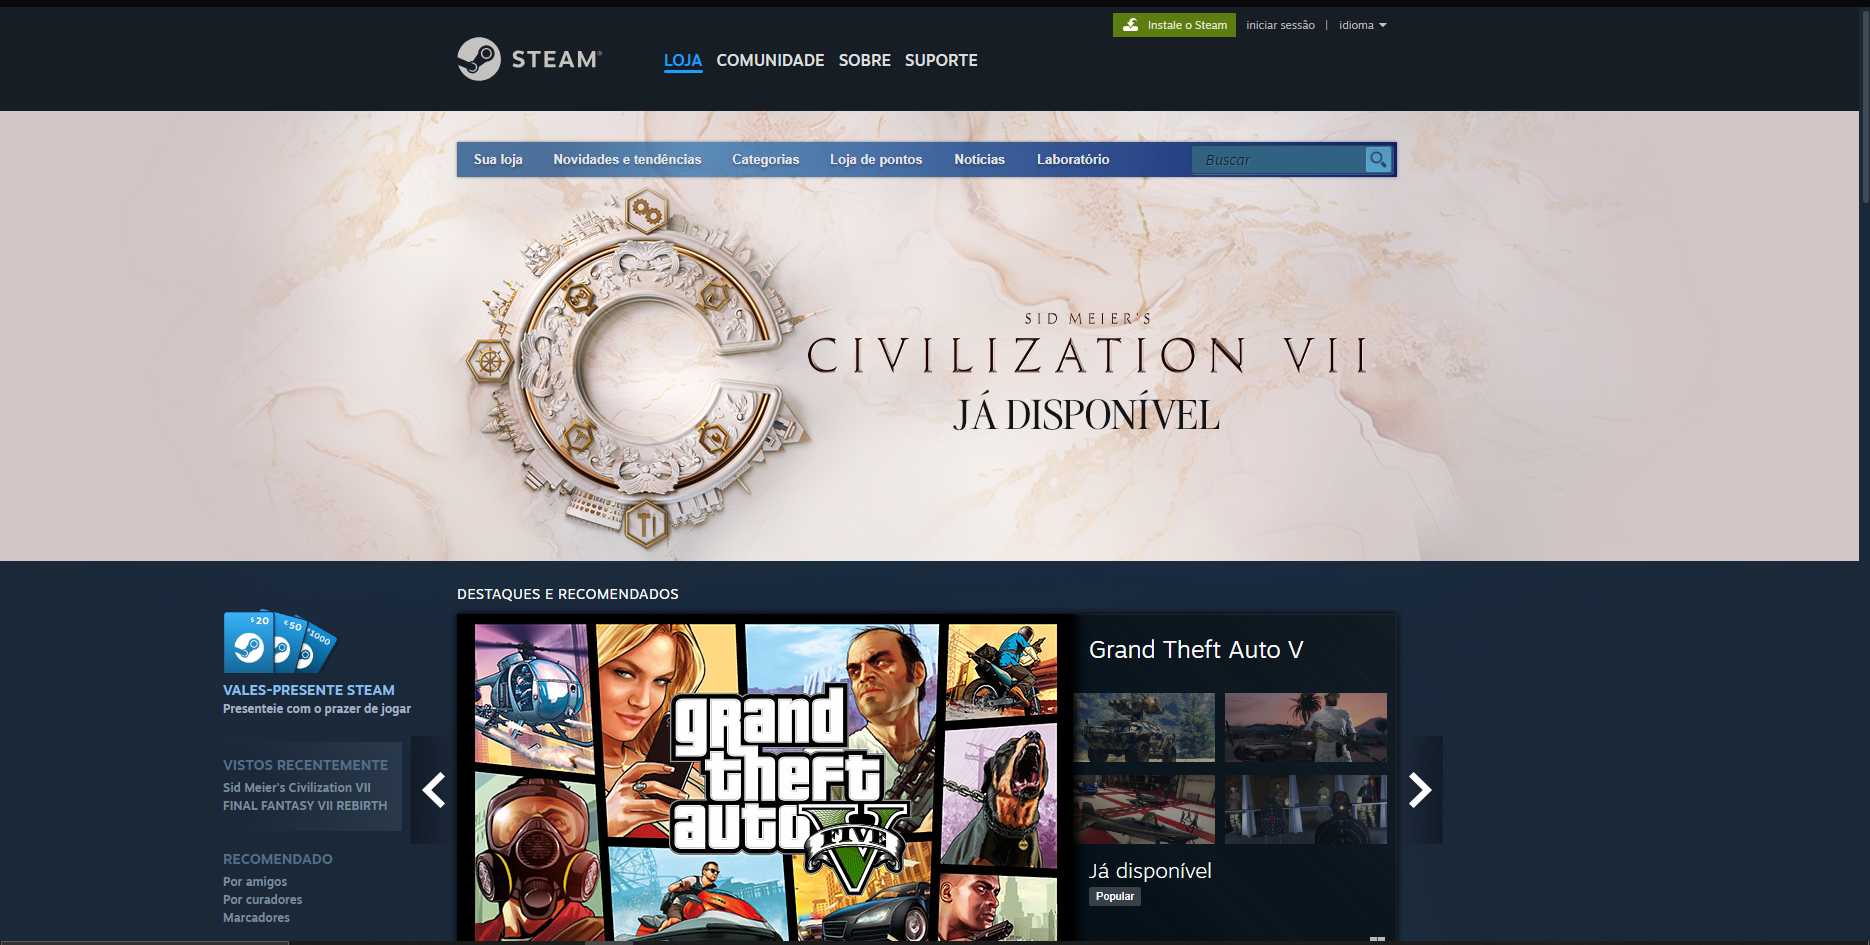 Instale o Steam
iniciar sessão | idioma
STEAM®
LOJA COMUNIDADE SOBRE SUPORTE
Sua loja Novidades e tendências Categorias Loja de pontos Notícias Laboratório Buscar
SID MEIER'S
CIVILIZATION VII
JÁ DISPONÍVEL
DESTAQUES E RECOMENDADOS
$20 €50 1000
VALES-PRESENTE STEAM
Presenteie com o prazer de jogar
VISTOS RECENTEMENTE
Sid Meier's Civilization VII
FINAL FANTASY VII REBIRTH
RECOMENDADO
Por amigos
Por curadores
Marcadores
grand
theft
auto V
FIVE
Grand Theft Auto V
Já disponível
Popular